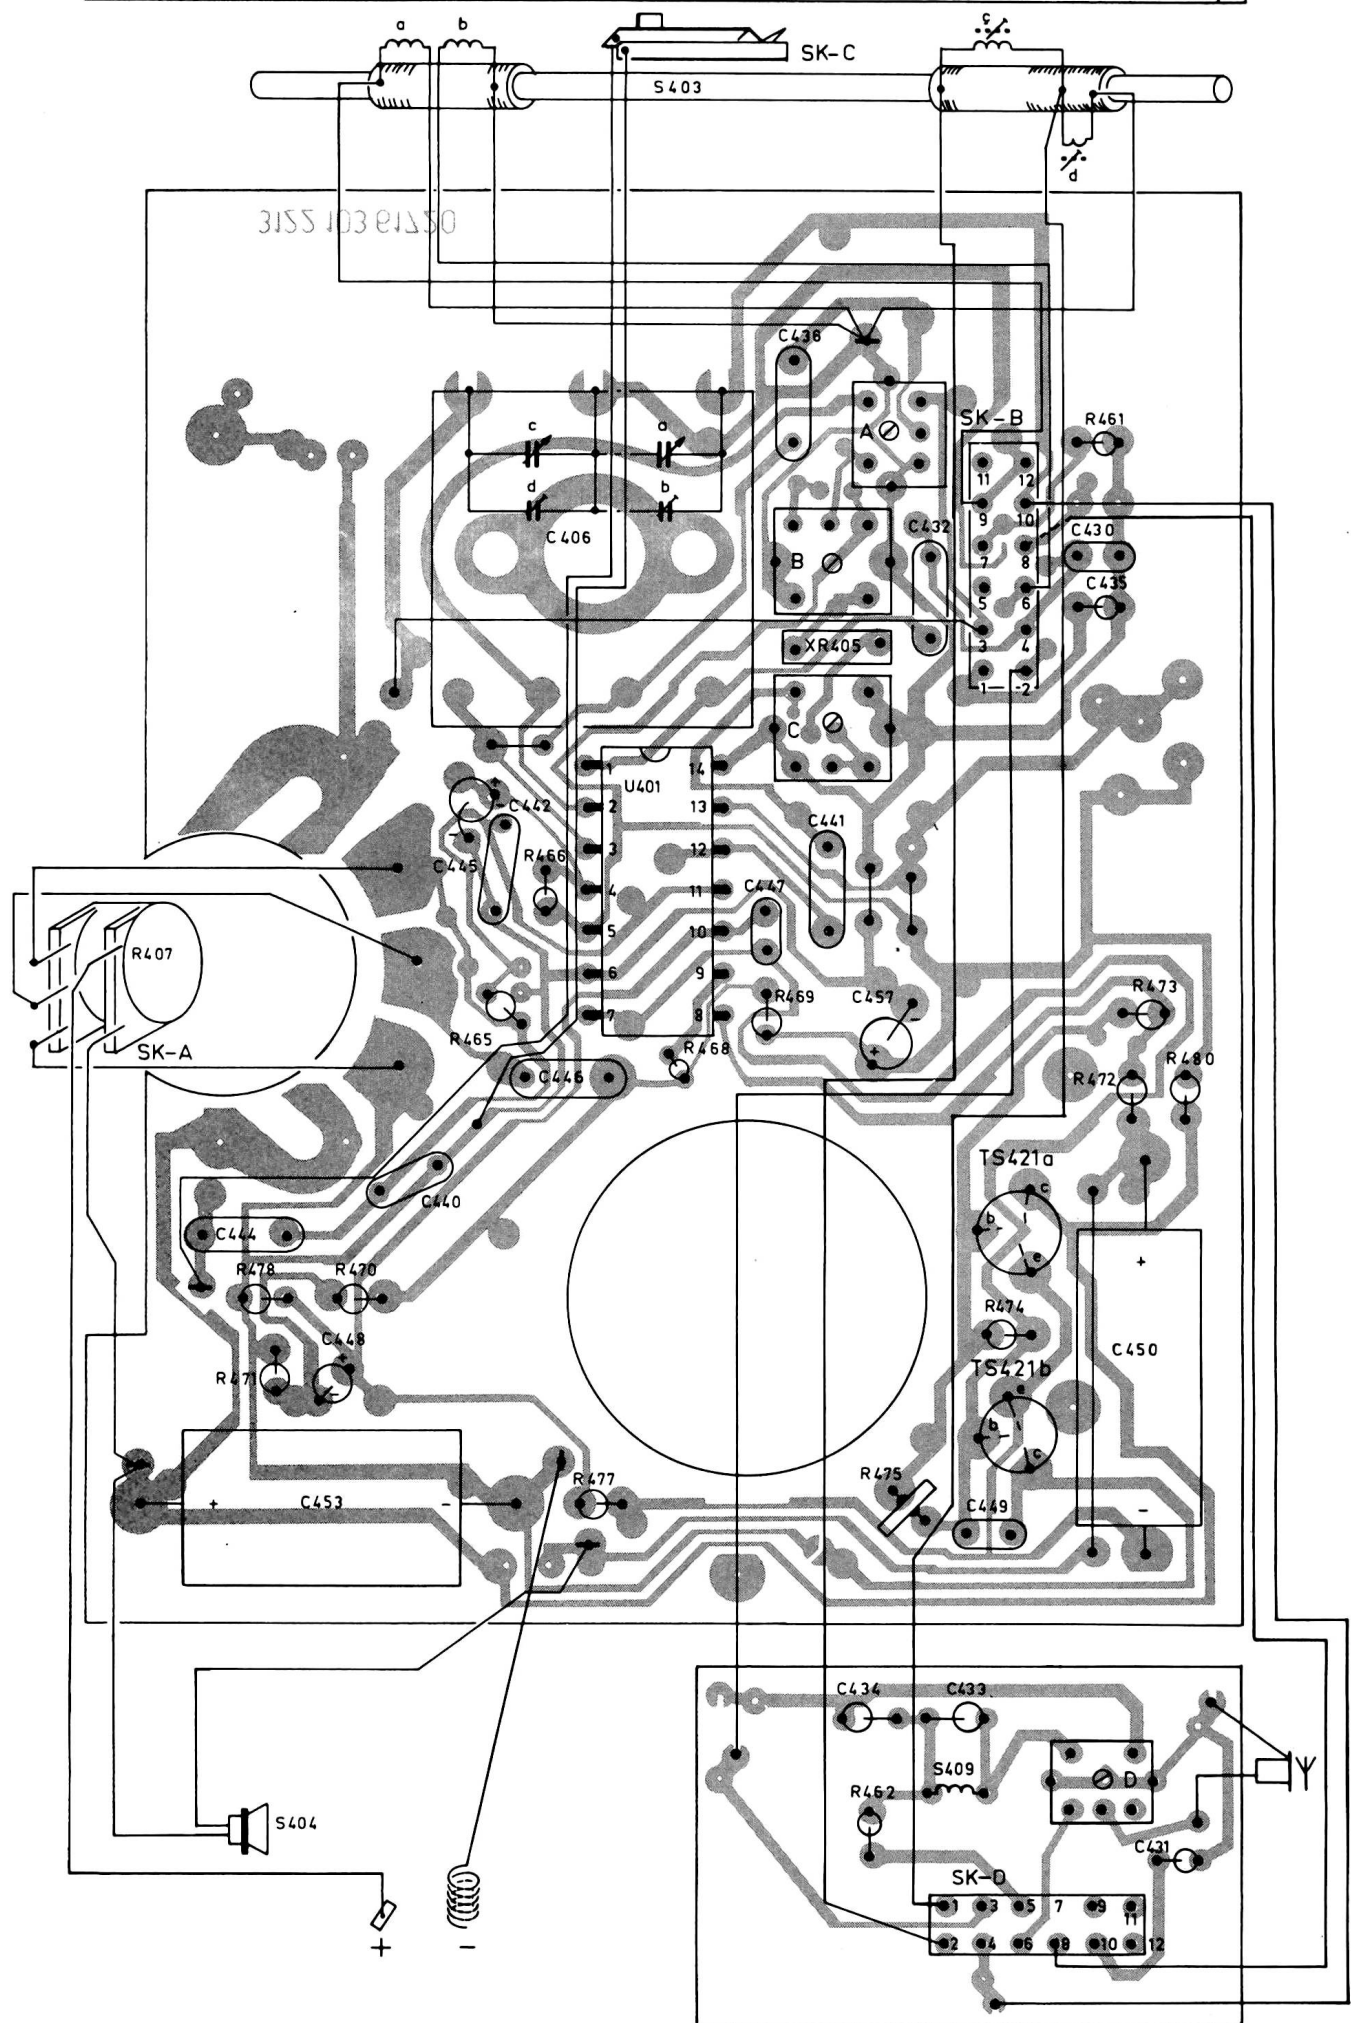 a
b
c
SK-C
S403
d
3122 103 61720
C438
A
SK-B
R461
11
12
c
a
9
10
d
b
C406
C432
C430
B
7
8
C435
5
6
XR405
3
4
1
2
C
1
14
+
U401
C442
2
13
-
C441
3
12
C445
R466
4
11
C447
5
10
R407
6
9
R469
C457
R473
7
8
-
R465
SK-A
R468
+
R480
C446
R472
TS421a
c
C440
b
C444
e
R478
R470
+
R474
C448
C450
+
R471
-
TS421b
e
b
c
R475
R477
+
C453
-
C449
-
C434
C433
S409
D
R462
S404
C431
SK-D
1
3
5
7
9
11
2
4
6
8
10
12
+
-